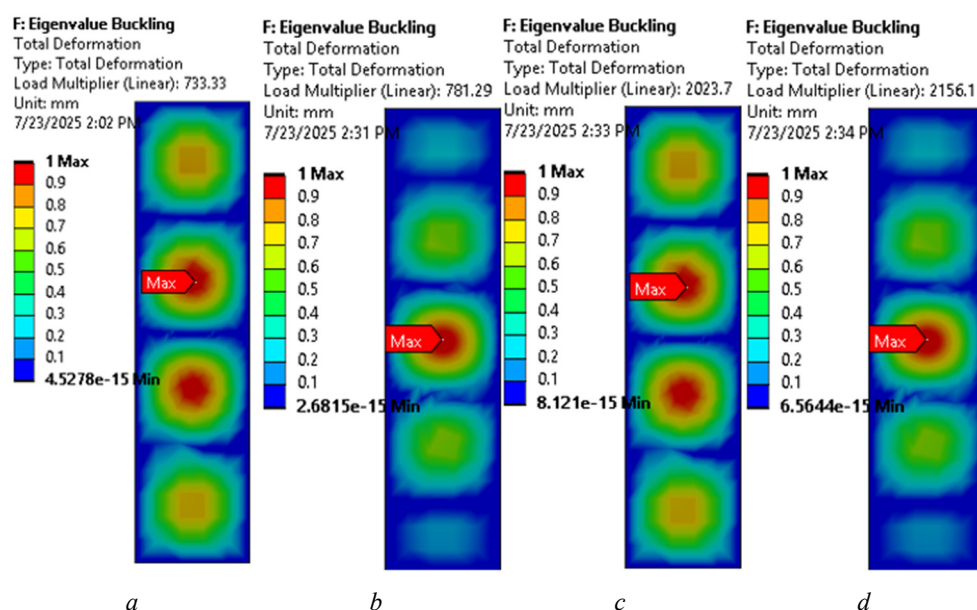 F: Eigenvalue Buckling
Total Deformation
Type: Total Deformation
Load Multiplier (Linear): 733.33
Unit: mm
7/23/2025 2:02 PM
1 Max
0.9
0.8
0.7
0.6
0.5
0.4
0.3
0.2
0.1
4.5278e-15 Min
Max
a
F: Eigenvalue Buckling
Total Deformation
Type: Total Deformation
Load Multiplier (Linear): 781.29
Unit: mm
7/23/2025 2:31 PM
1 Max
0.9
0.8
0.7
0.6
0.5
0.4
0.3
0.2
0.1
2.6815e-15 Min
Max
b
F: Eigenvalue Buckling
Total Deformation
Type: Total Deformation
Load Multiplier (Linear): 2023.7
Unit: mm
7/23/2025 2:33 PM
1 Max
0.9
0.8
0.7
0.6
0.5
0.4
0.3
0.2
0.1
8.121e-15 Min
Max
c
F: Eigenvalue Buckling
Total Deformation
Type: Total Deformation
Load Multiplier (Linear): 2156.1
Unit: mm
7/23/2025 2:34 PM
1 Max
0.9
0.8
0.7
0.6
0.5
0.4
0.3
0.2
0.1
6.5644e-15 Min
Max
d